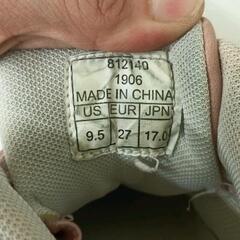 812140
1906
MADE IN CHINA
US EUR JPN
9.5 27 17.0